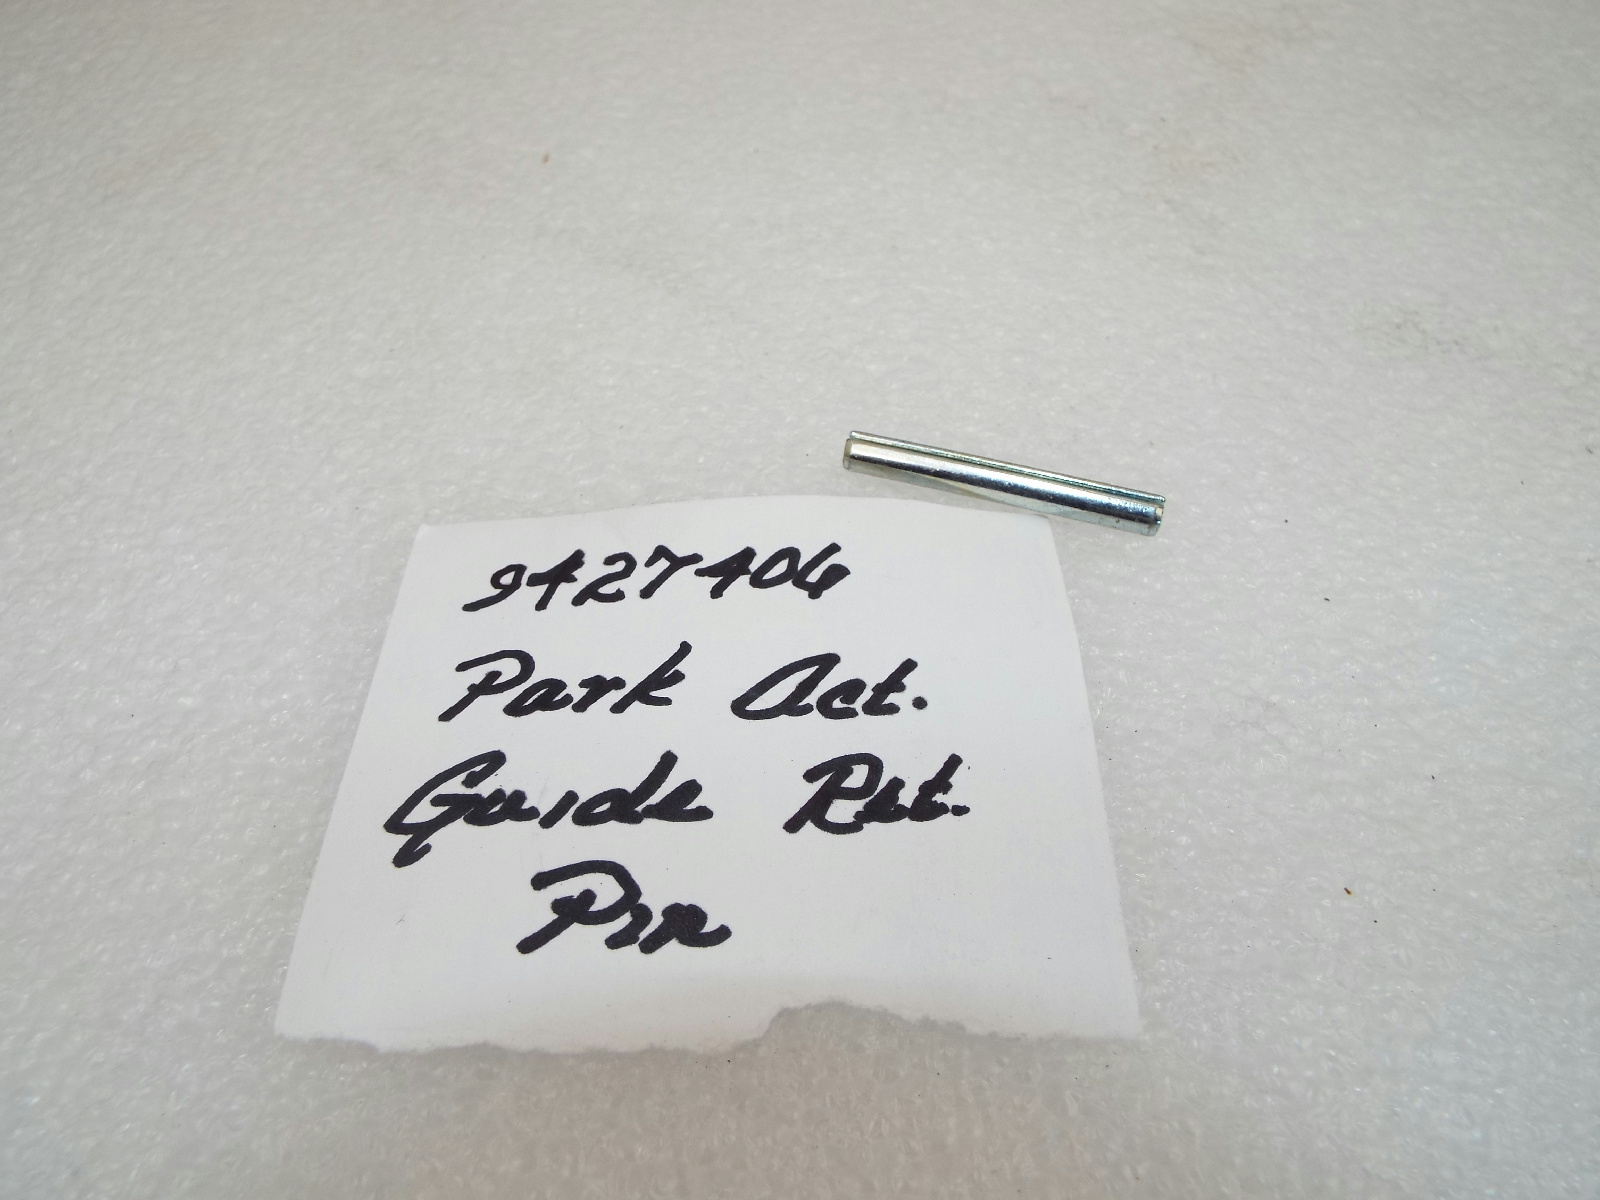 9427406
Park Act.
Guide Ret.
Pin